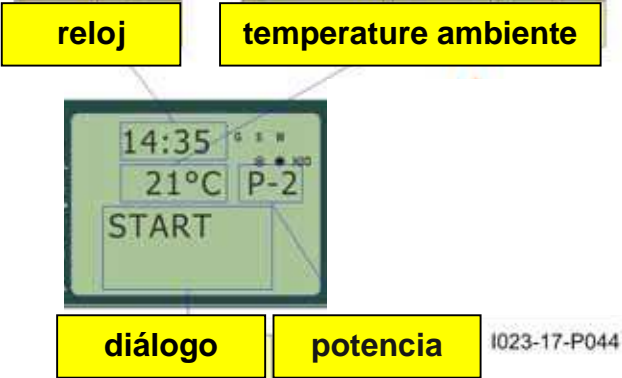 reloj
temperature ambiente
14:35
G S W
21°C P-2
START
diálogo
potencia
I023-17-P044